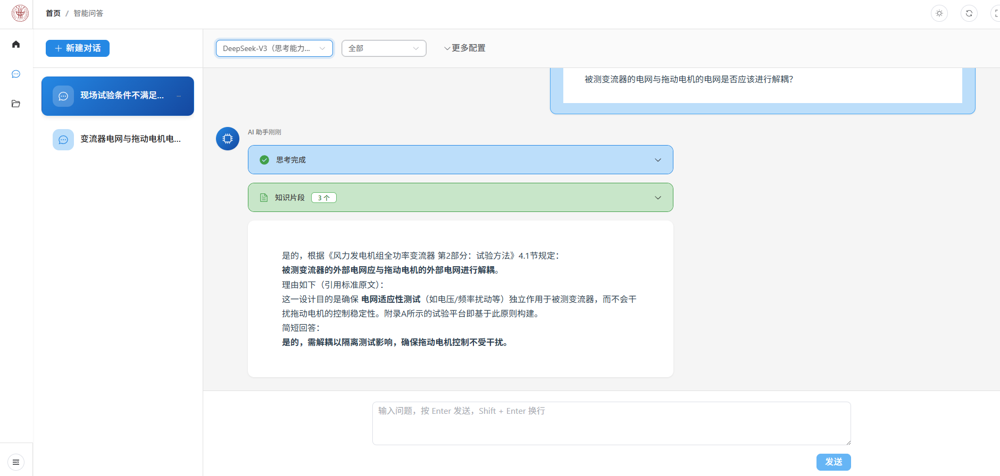 首页 / 智能问答
新建对话
DeepSeek-V3（思考能力...
全部
更多配置
现场试验条件不满足...
变流器电网与拖动电机电...
被测变流器的电网与拖动电机的电网是否应该进行解耦？
AI 助手刚刚
思考完成
知识片段 3 个
是的，根据《风力发电机组全功率变流器 第2部分：试验方法》4.1节规定：
被测变流器的外部电网应与拖动电机的外部电网进行解耦。
理由如下（引用标准原文）：
这一设计目的是确保 电网适应性测试（如电压/频率扰动等）独立作用于被测变流器，而不会干
扰拖动电机的控制稳定性。附录A所示的试验平台即基于此原则构建。
简短回答：
是的，需解耦以隔离测试影响，确保拖动电机控制不受干扰。
输入问题，按 Enter 发送，Shift + Enter 换行
发送